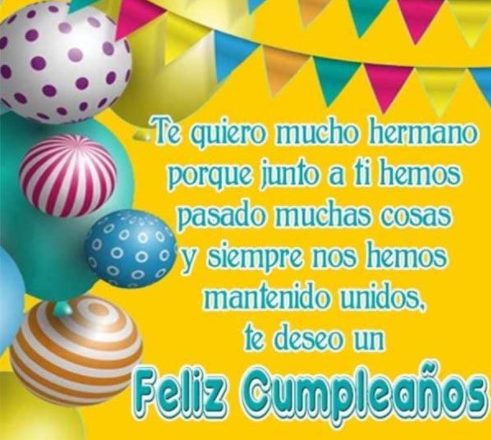 Te quiero mucho hermano
porque junto a ti hemos
pasado muchas cosas
y siempre nos hemos
mantenido unidos,
te deseo un
Feliz Cumpleaños